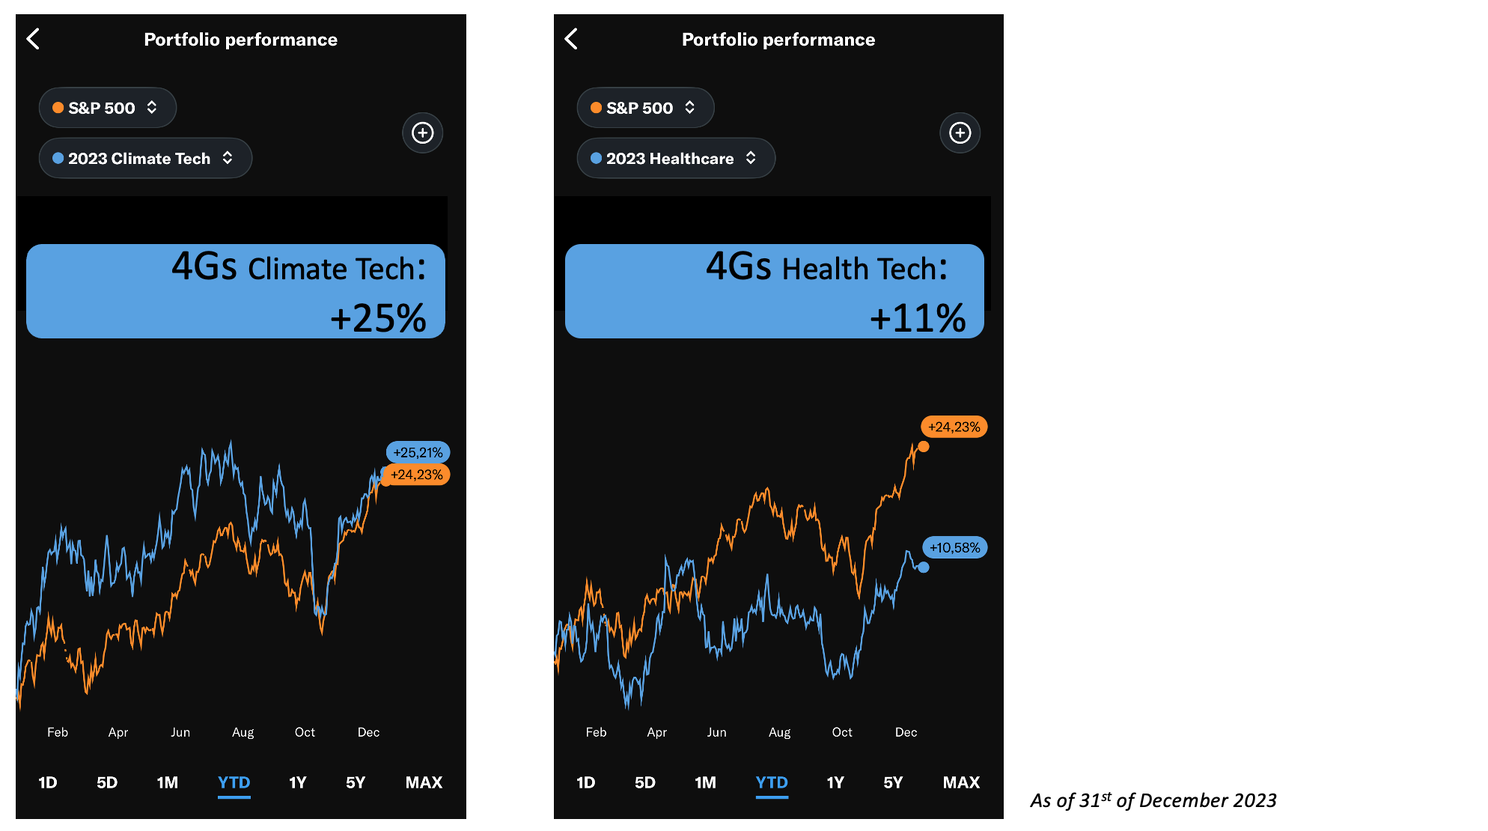 Portfolio performance
S&P 500
2023 Climate Tech
4Gs Climate Tech:
+25%
+25,21%
+24,23%
Feb Apr Jun Aug Oct Dec
1D 5D 1M YTD 1Y 5Y MAX
Portfolio performance
S&P 500
2023 Healthcare
4Gs Health Tech:
+11%
+24,23%
+10,58%
Feb Apr Jun Aug Oct Dec
1D 5D 1M YTD 1Y 5Y MAX
As of 31st of December 2023